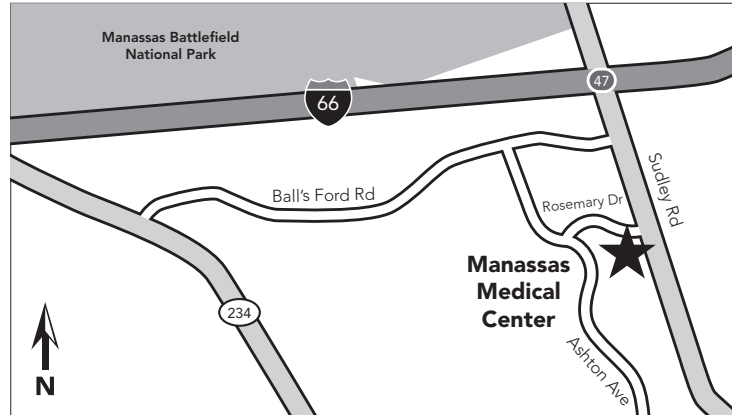 Manassas Battlefield
National Park
47
66
Sudley Rd
Ball's Ford Rd
Rosemary Dr
Manassas
Medical
Center
234
Ashton Ave
N